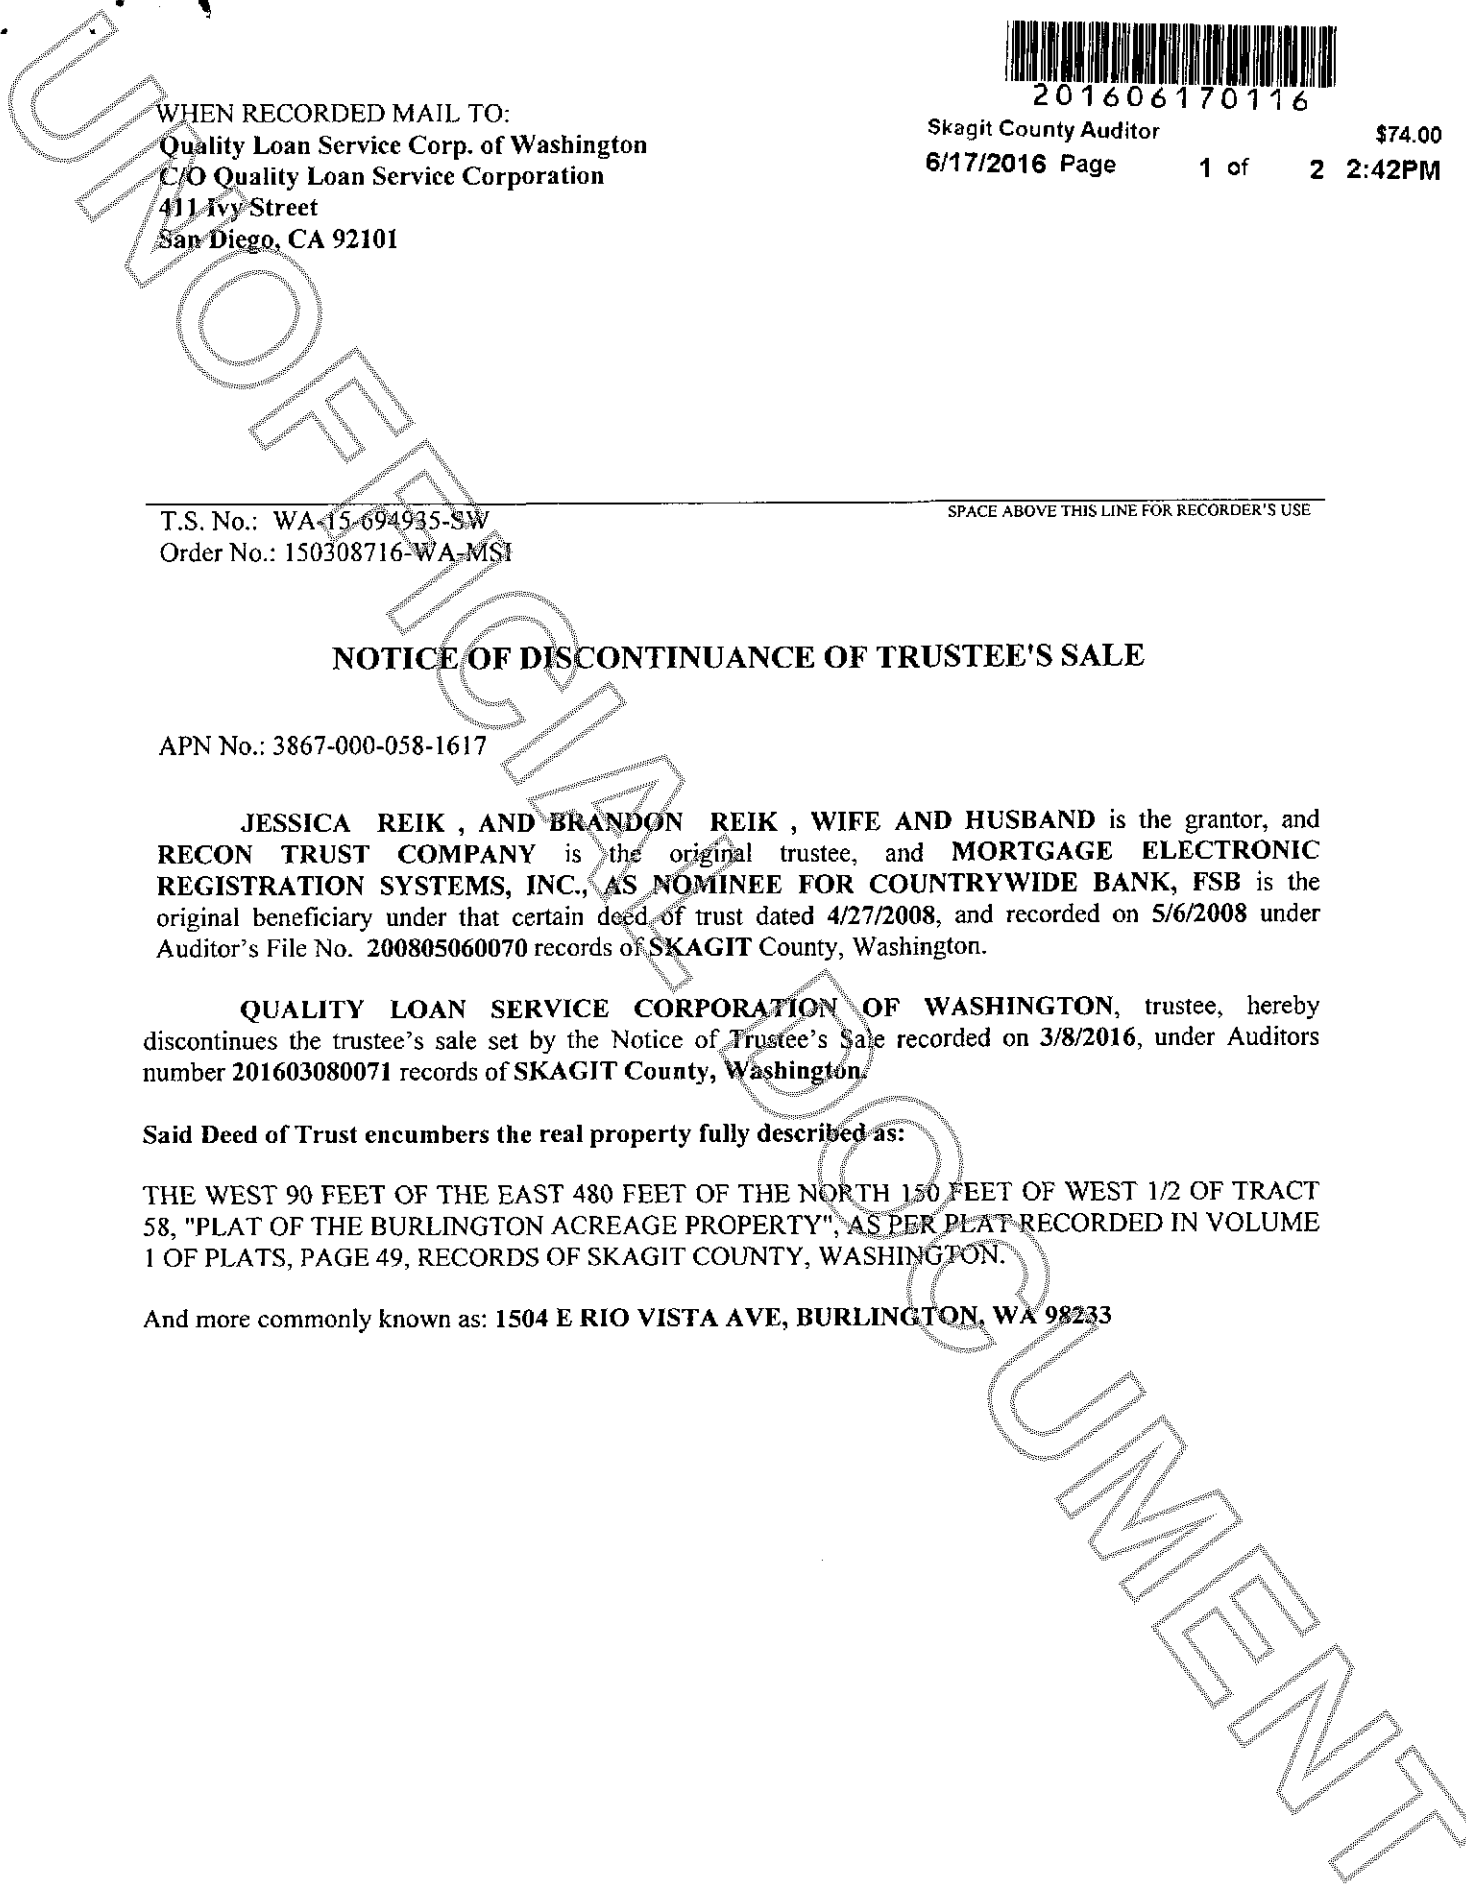 201606170116
Skagit County Auditor $74.00
6/17/2016 Page 1 of 2 2:42PM
WHEN RECORDED MAIL TO:
Quality Loan Service Corp. of Washington
C/O Quality Loan Service Corporation
411 Ivy Street
San Diego, CA 92101
SPACE ABOVE THIS LINE FOR RECORDER'S USE
T.S. No.: WA-15-694935-SW
Order No.: 150308716-WA-MSI
NOTICE OF DISCONTINUANCE OF TRUSTEE'S SALE
APN No.: 3867-000-058-1617
JESSICA REIK , AND BRANDON REIK , WIFE AND HUSBAND is the grantor, and
RECON TRUST COMPANY is the original trustee, and MORTGAGE ELECTRONIC
REGISTRATION SYSTEMS, INC., AS NOMINEE FOR COUNTRYWIDE BANK, FSB is the
original beneficiary under that certain deed of trust dated 4/27/2008, and recorded on 5/6/2008 under
Auditor's File No. 200805060070 records of SKAGIT County, Washington.
QUALITY LOAN SERVICE CORPORATION OF WASHINGTON, trustee, hereby
discontinues the trustee's sale set by the Notice of Trustee's Sale recorded on 3/8/2016, under Auditors
number 201603080071 records of SKAGIT County, Washington.
Said Deed of Trust encumbers the real property fully described as:
THE WEST 90 FEET OF THE EAST 480 FEET OF THE NORTH 150 FEET OF WEST 1/2 OF TRACT
58, "PLAT OF THE BURLINGTON ACREAGE PROPERTY", AS PER PLAT RECORDED IN VOLUME
1 OF PLATS, PAGE 49, RECORDS OF SKAGIT COUNTY, WASHINGTON.
And more commonly known as: 1504 E RIO VISTA AVE, BURLINGTON, WA 98233
UNOFFICIAL DOCUMENT